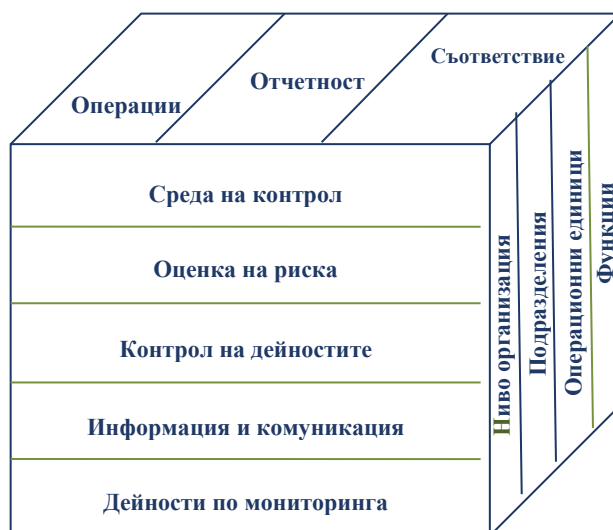 Операции
Отчетност
Съответствие
Среда на контрол
Оценка на риска
Контрол на дейностите
Информация и комуникация
Дейности по мониторинга
Ниво организация
Подразделения
Операционни единици
Функции